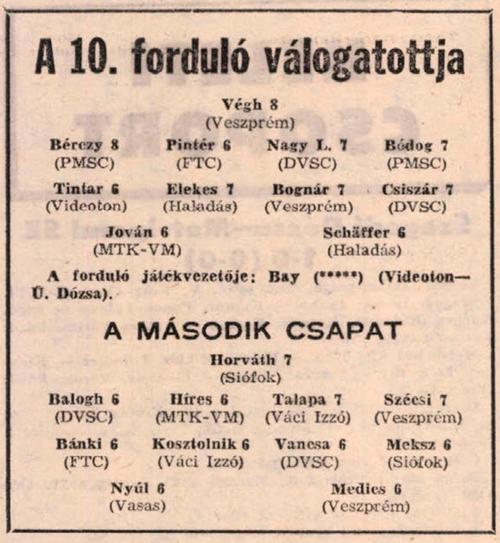 A 10. forduló válogatottja
Végh 8
(Veszprém)
Bérczy 8 Pintér 6 Nagy L. 7 Bódog 7
(PMSC) (FTC) (DVSC) (PMSC)
Tintar 6 Elekes 7 Bognár 7 Csiszár 7
(Videoton) (Haladás) (Veszprém) (DVSC)
Jován 6 Schäffer 6
(MTK-VM) (Haladás)
A forduló játékvezetője: Bay (*****) (Videoton—
Ú. Dózsa).
A MÁSODIK CSAPAT
Horváth 7
(Siófok)
Balogh 6 Híres 6 Talapa 7 Szécsi 7
(DVSC) (MTK-VM) (Váci Izzó) (Veszprém)
Bánki 6 Kosztolnik 6 Vancsa 6 Meksz 6
(FTC) (Váci Izzó) (DVSC) (Siófok)
Nyúl 6 Medics 6
(Vasas) (Veszprém)